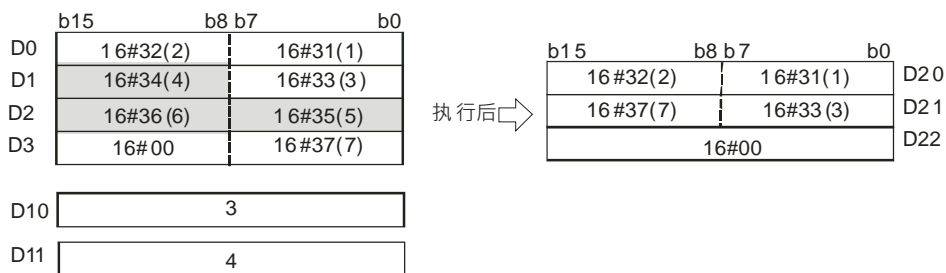 b15 b8 b7 b0
D0 16#32(2) 16#31(1)
D1 16#34(4) 16#33(3)
D2 16#36(6) 16#35(5)
D3 16#00 16#37(7)
D10 3
D11 4
执行后
b15 b8 b7 b0
16#32(2) 16#31(1) D20
16#37(7) 16#33(3) D21
16#00 D22